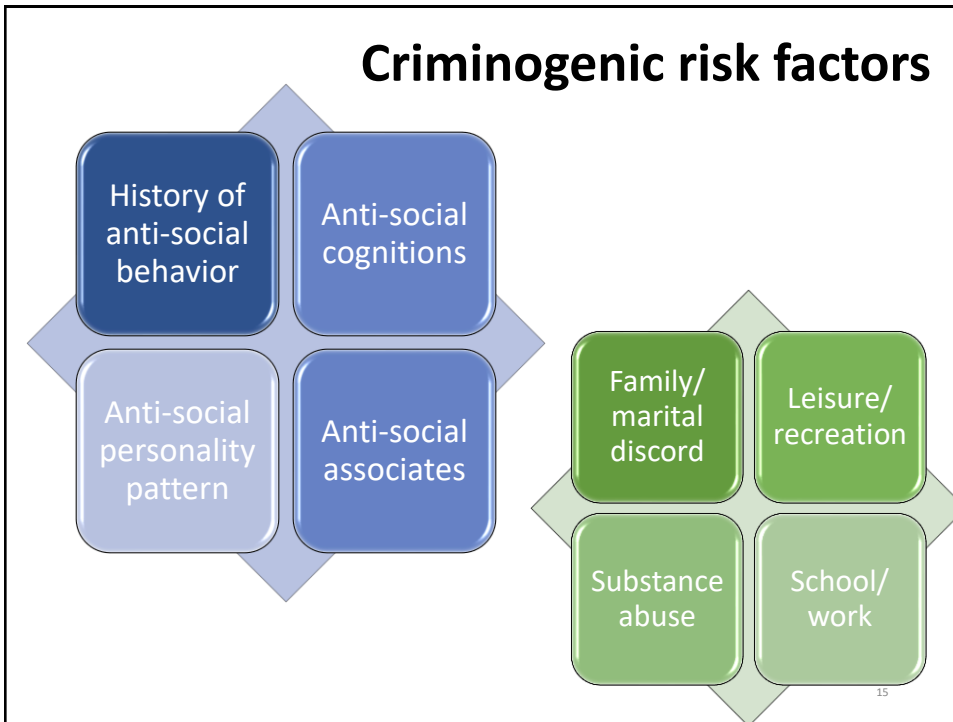 Criminogenic risk factors
History of
anti-social
behavior
Anti-social
cognitions
Anti-social
personality
pattern
Anti-social
associates
Family/
marital
discord
Leisure/
recreation
Substance
abuse
School/
work
15